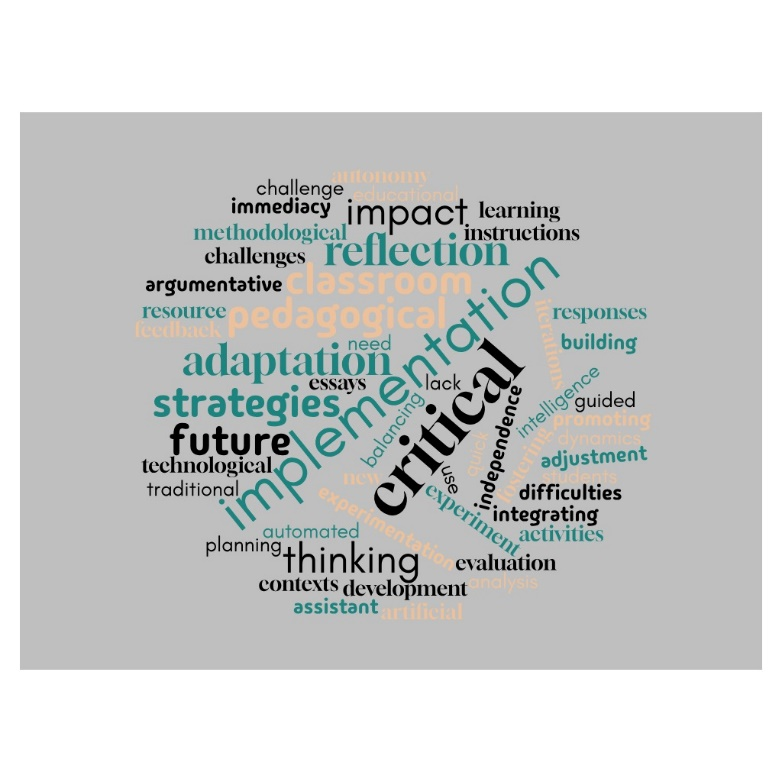 autonomy
challenge
educational
immediacy
impact
learning
methodological
reflection
instructions
challenges
argumentative
classroom
implementation
resource
pedagogical
iterations
responses
feedback
need
building
adaptation
critical
essays
lack
intelligence
strategies
balancing
independence
guided
promoting
future
quick
fostering
dynamics
technological
adjustment
new
use
students
traditional
experimentation
experiment
difficulties
integrating
automated
activities
planning
thinking
evaluation
contexts
development
analysis
assistant
artificial